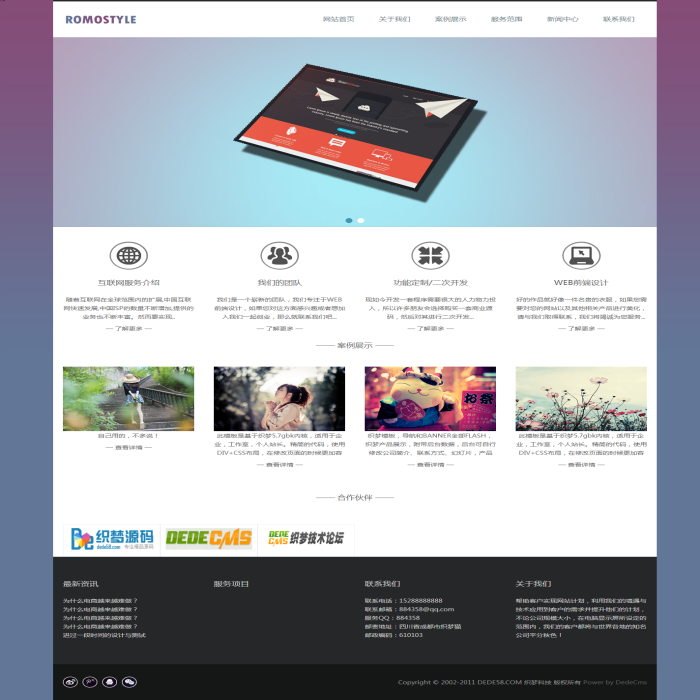 ROMOSTYLE
网站首页 关于我们 案例展示 服务范围 新闻中心 联系我们
互联网服务介绍
随着互联网在全球范围内的扩展,中国互联
网快速发展,中国ISP的数量不断增加,提供的
业务也不断丰富。然而要实现...
— 了解更多 —
我们的团队
我们是一个崭新的团队，我们专注于WEB
前端设计，如果您对这方面感兴趣或者想加
入我们一起创业，那么就联系我们吧...
— 了解更多 —
功能定制/二次开发
现如今开发一套程序需要很大的人力物力投
入，所以许多朋友会选择购买一套商业源
码，然后对其进行二次开发...
— 了解更多 —
WEB前端设计
好的作品就好像一件名贵的衣服，如果您需
要对您的网站以及其他相关产品进行美化，
请与我们取得联系，我们将竭诚为您服务...
— 了解更多 —
案例展示
自己用的，不多说！
— 查看详情 —
此模板是基于织梦5.7gbk内核，适用于企
业，工作室，个人站长。精简的代码，使用
DIV+CSS布局，在修改页面的时候更加容
— 查看详情 —
织梦模板，导航和BANNER全部FLASH，
织梦产品展示，附带后台数据，后台可自行
修改公司简介、联系方式、幻灯片，产品
— 查看详情 —
此模板是基于织梦5.7gbk内核，适用于企
业，工作室，个人站长。精简的代码，使用
DIV+CSS布局，在修改页面的时候更加容
— 查看详情 —
合作伙伴
织梦源码
dede58.com 专注精品源码
DEDE CMS
DEDE CMS 织梦技术论坛
最新资讯
为什么电商越来越难做？
为什么电商越来越难做？
为什么电商越来越难做？
为什么电商越来越难做？
进过一段时间的设计与测试
服务项目
联系我们
联系电话：15288888888
联系邮箱：884358@qq.com
服务QQ：884358
邮寄地址：四川省成都市织梦猫
邮政编码：610103
关于我们
帮助客户实现网站计划，利用我们的境遇与
技术应用到客户的需求并提升他们的计划，
不论公司规模大小，在电脑显示屏所设定的
范围内，我们的客户都将与世界各地的知名
公司平分秋色！
Copyright © 2002-2011 DEDE58.COM 织梦科技 版权所有 Power by DedeCms